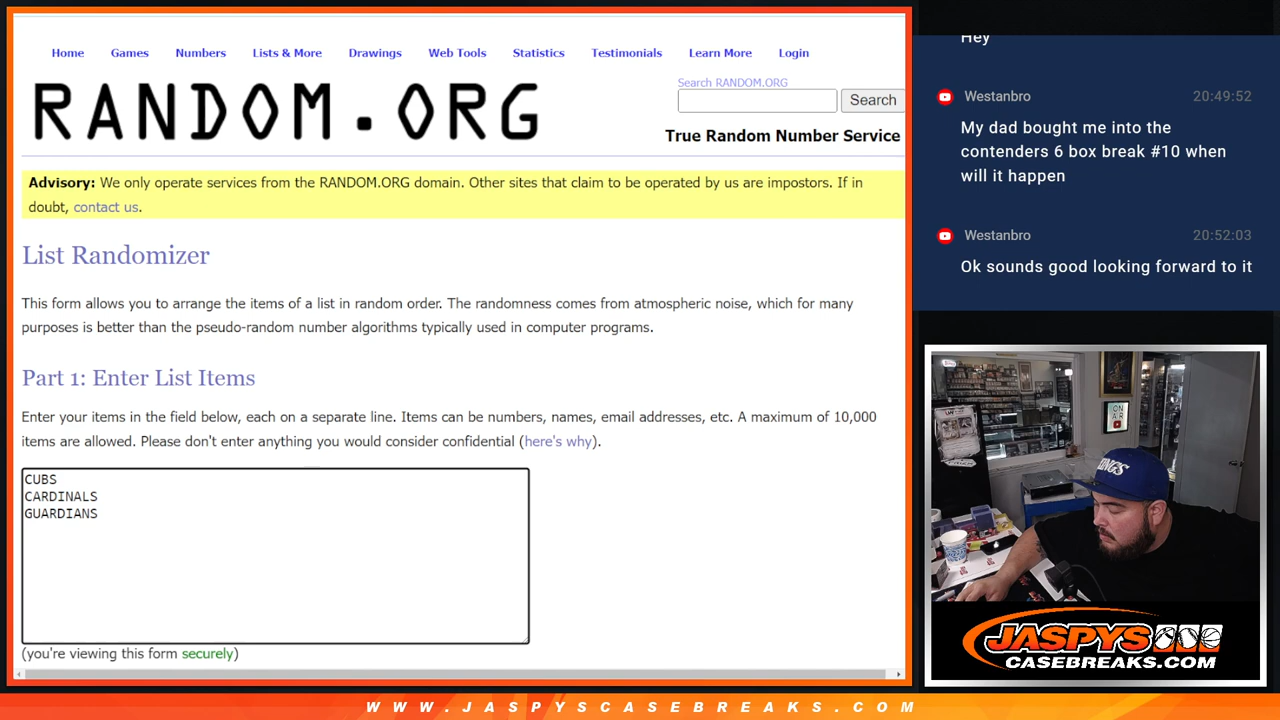 Home Games Numbers Lists & More Drawings Web Tools Statistics Testimonials Learn More Login
RANDOM.ORG
Search RANDOM.ORG
Search
True Random Number Service
Advisory: We only operate services from the RANDOM.ORG domain. Other sites that claim to be operated by us are impostors. If in
doubt, contact us.
List Randomizer
This form allows you to arrange the items of a list in random order. The randomness comes from atmospheric noise, which for many
purposes is better than the pseudo-random number algorithms typically used in computer programs.
Part 1: Enter List Items
Enter your items in the field below, each on a separate line. Items can be numbers, names, email addresses, etc. A maximum of 10,000
items are allowed. Please don't enter anything you would consider confidential (here's why).
CUBS
CARDINALS
GUARDIANS
(you're viewing this form securely)
Hey
Westanbro 20:49:52
My dad bought me into the
contenders 6 box break #10 when
will it happen
Westanbro 20:52:03
Ok sounds good looking forward to it
ON
AIR
JASPYS
CASEBREAKS.COM
WWW.JASPYSCASEBREAKS.COM